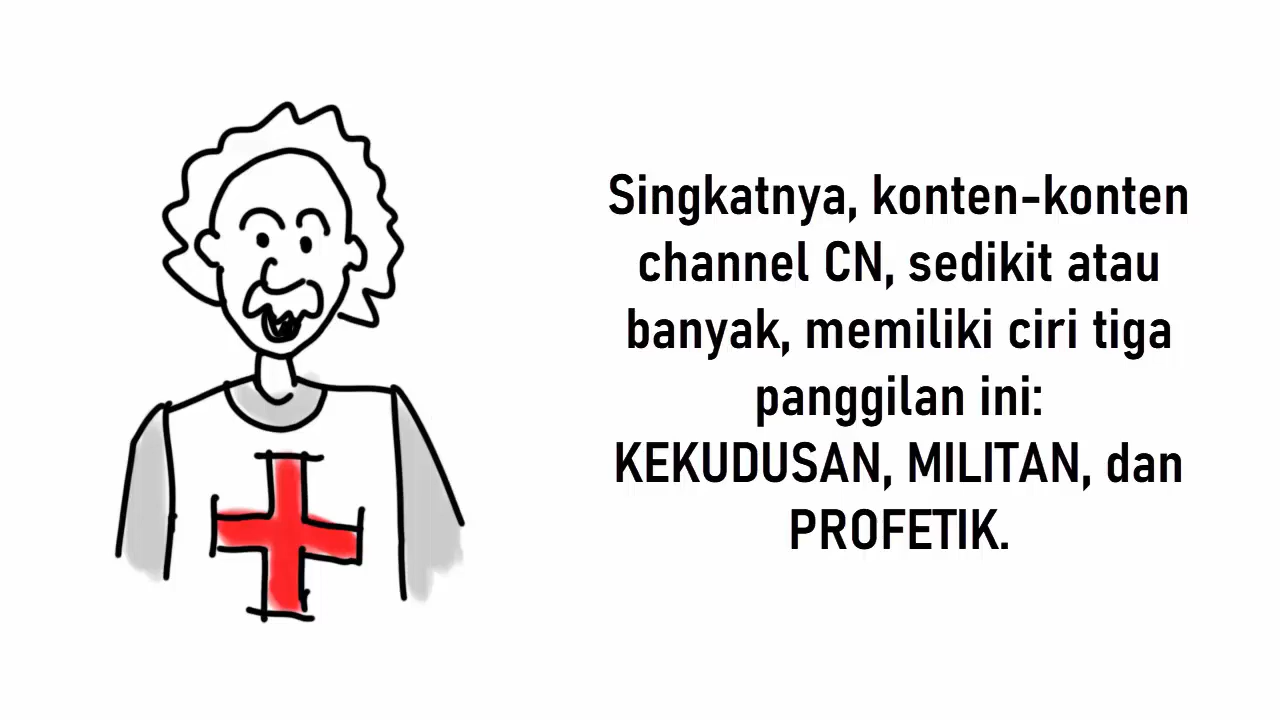 Singkatnya, konten-konten
channel CN, sedikit atau
banyak, memiliki ciri tiga
panggilan ini:
KEKUDUSAN, MILITAN, dan
PROFETIK.